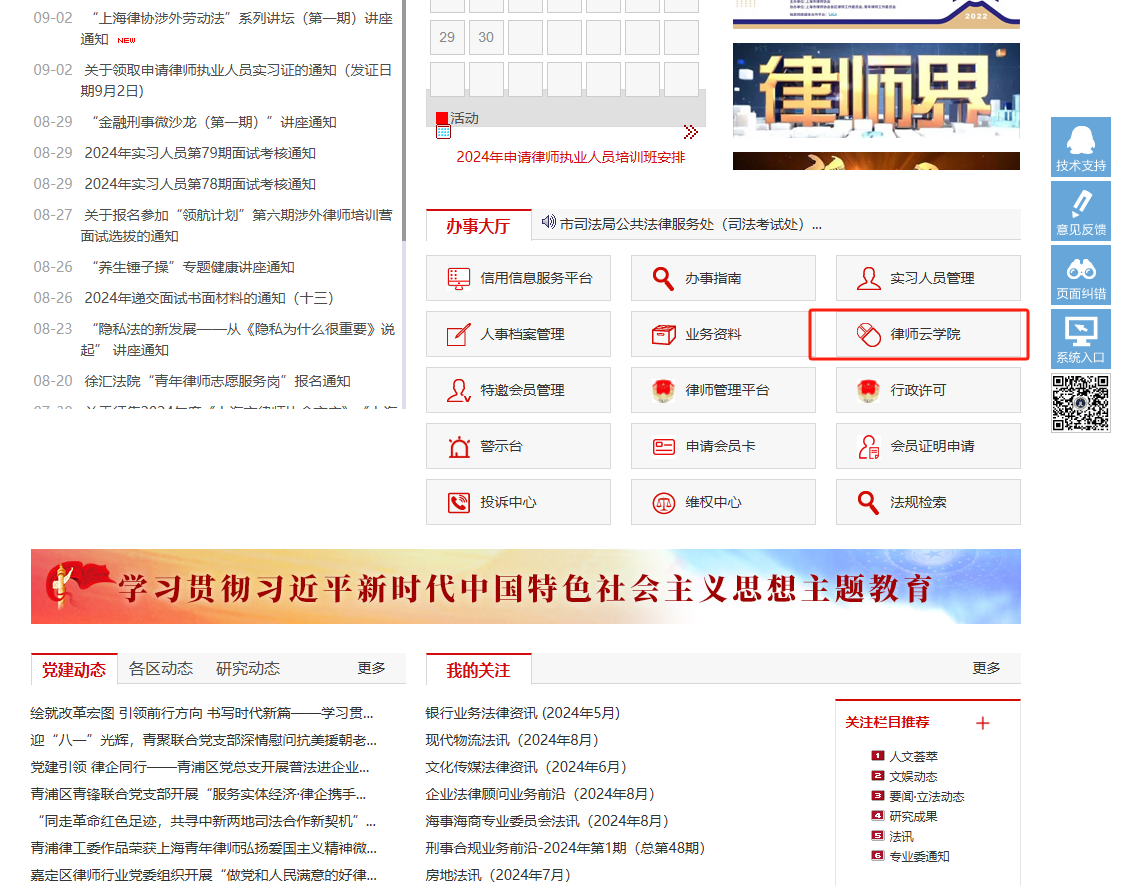 09-02 “上海律协涉外劳动法”系列讲坛（第一期）讲座
通知 NEW
09-02 关于领取申请律师执业人员实习证的通知（发证日
期9月2日）
08-29 “金融刑事微沙龙（第一期）”讲座通知
08-29 2024年实习人员第79期面试考核通知
08-29 2024年实习人员第78期面试考核通知
08-27 关于报名参加“领航计划”第六期涉外律师培训营
面试选拔的通知
08-26 “养生锤子操”专题健康讲座通知
08-26 2024年递交面试书面材料的通知（十三）
08-23 “隐私法的新发展——从《隐私为什么很重要》说
起” 讲座通知
08-20 徐汇法院“青年律师志愿服务岗”报名通知
29 30
活动
2024年申请律师执业人员培训班安排
2022
律师界
技术支持
意见反馈
页面纠错
系统入口
办事大厅
市司法局公共法律服务处（司法考试处）...
信用信息服务平台
办事指南
实习人员管理
人事档案管理
业务资料
律师云学院
特邀会员管理
律师管理平台
行政许可
警示台
申请会员卡
会员证明申请
投诉中心
维权中心
法规检索
学习贯彻习近平新时代中国特色社会主义思想主题教育
党建动态 各区动态 研究动态 更多
绘就改革宏图 引领前行方向 书写时代新篇——学习贯...
迎“八一”光辉，青聚联合党支部深情慰问抗美援朝老...
党建引领 律企同行——青浦区党总支开展普法进企业...
青浦区青锋联合党支部开展“服务实体经济·律企携手...
“同走革命红色足迹，共寻中新两地司法合作新契机”...
青浦律工委作品荣获上海青年律师弘扬爱国主义精神微...
嘉定区律师行业党委组织开展“做党和人民满意的好律...
我的关注 更多
银行业务法律资讯 (2024年5月)
现代物流法讯（2024年8月）
文化传媒法律资讯（2024年6月）
企业法律顾问业务前沿（2024年8月）
海事海商专业委员会法讯（2024年8月）
刑事合规业务前沿-2024年第1期（总第48期）
房地法讯（2024年7月）
关注栏目推荐 +
1 人文荟萃
2 文娱动态
3 要闻·立法动态
4 研究成果
5 法讯
6 专业委通知